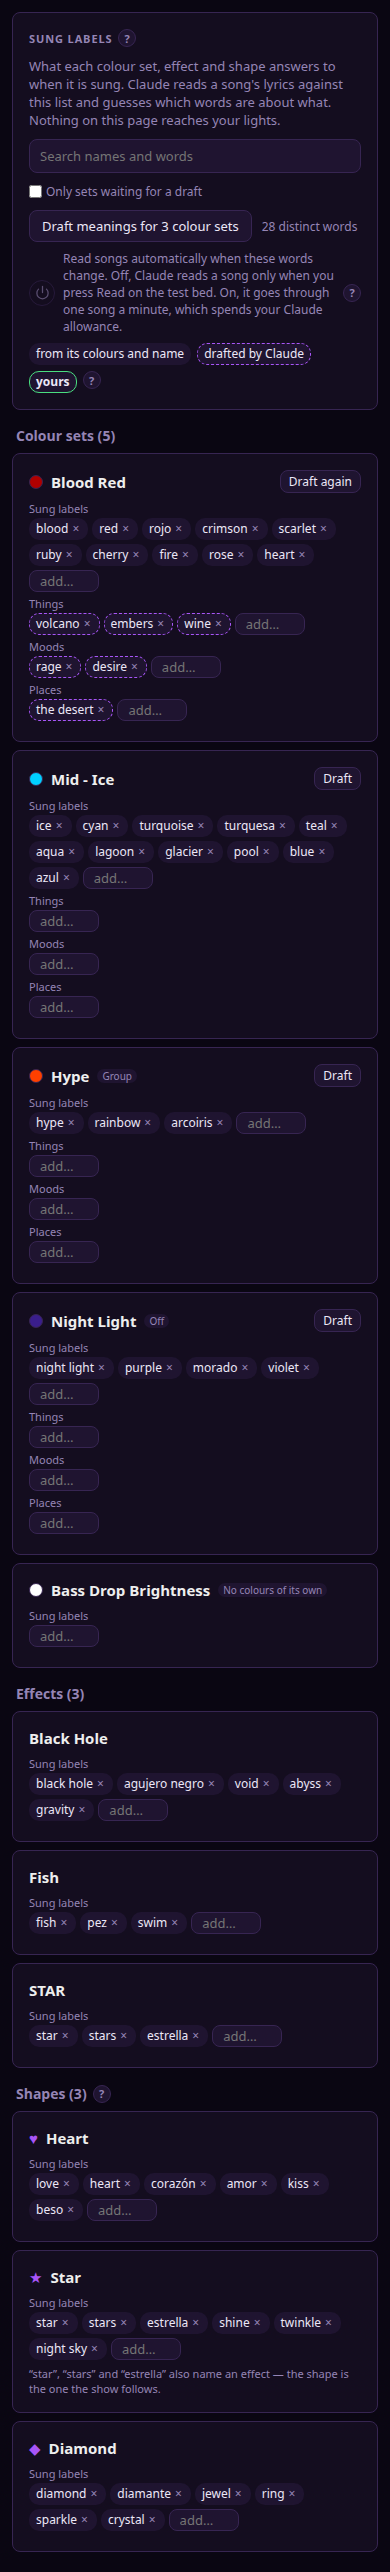 SUNG LABELS ?
What each colour set, effect and shape answers to
when it is sung. Claude reads a song's lyrics against
this list and guesses which words are about what.
Nothing on this page reaches your lights.
Search names and words
Only sets waiting for a draft
Draft meanings for 3 colour sets 28 distinct words
Read songs automatically when these words
change. Off, Claude reads a song only when you
press Read on the test bed. On, it goes through
one song a minute, which spends your Claude
allowance.
?
from its colours and name drafted by Claude
yours ?
Colour sets (5)
Blood Red Draft again
Sung labels
blood × red × rojo × crimson × scarlet ×
ruby × cherry × fire × rose × heart ×
add...
Things
volcano × embers × wine × add...
Moods
rage × desire × add...
Places
the desert × add...
Mid - Ice Draft
Sung labels
ice × cyan × turquoise × turquesa × teal ×
aqua × lagoon × glacier × pool × blue ×
azul × add...
Things
add...
Moods
add...
Places
add...
Hype Group Draft
Sung labels
hype × rainbow × arcoiris × add...
Things
add...
Moods
add...
Places
add...
Night Light Off Draft
Sung labels
night light × purple × morado × violet ×
add...
Things
add...
Moods
add...
Places
add...
Bass Drop Brightness No colours of its own
Sung labels
add...
Effects (3)
Black Hole
Sung labels
black hole × agujero negro × void × abyss ×
gravity × add...
Fish
Sung labels
fish × pez × swim × add...
STAR
Sung labels
star × stars × estrella × add...
Shapes (3) ?
♥ Heart
Sung labels
love × heart × corazón × amor × kiss ×
beso × add...
★ Star
Sung labels
star × stars × estrella × shine × twinkle ×
night sky × add...
“star”, “stars” and “estrella” also name an effect — the shape is
the one the show follows.
◆ Diamond
Sung labels
diamond × diamante × jewel × ring ×
sparkle × crystal × add...